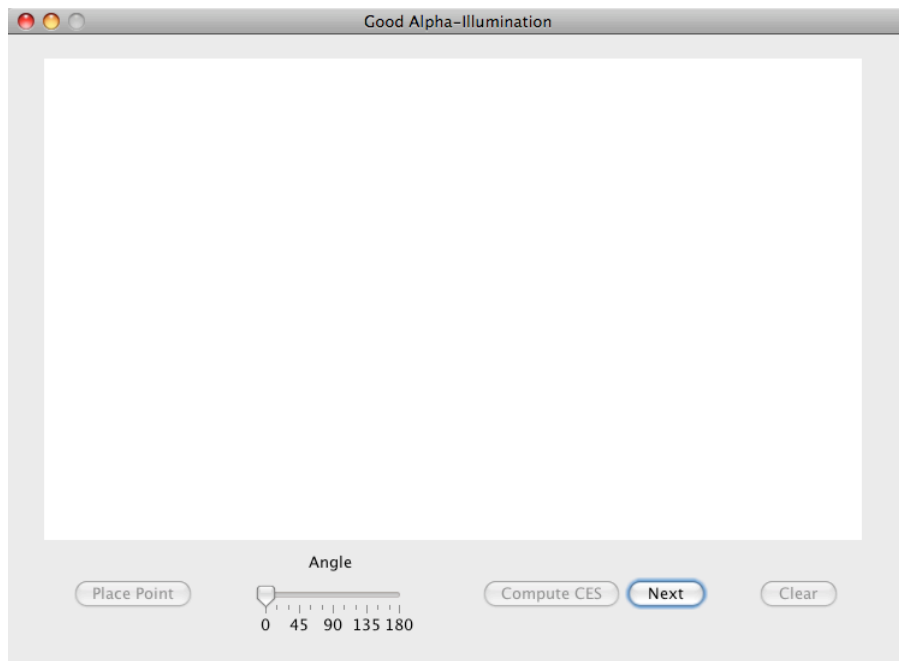 Good Alpha-Illumination
Angle
Place Point
Compute CES
Next
Clear
0 45 90 135 180